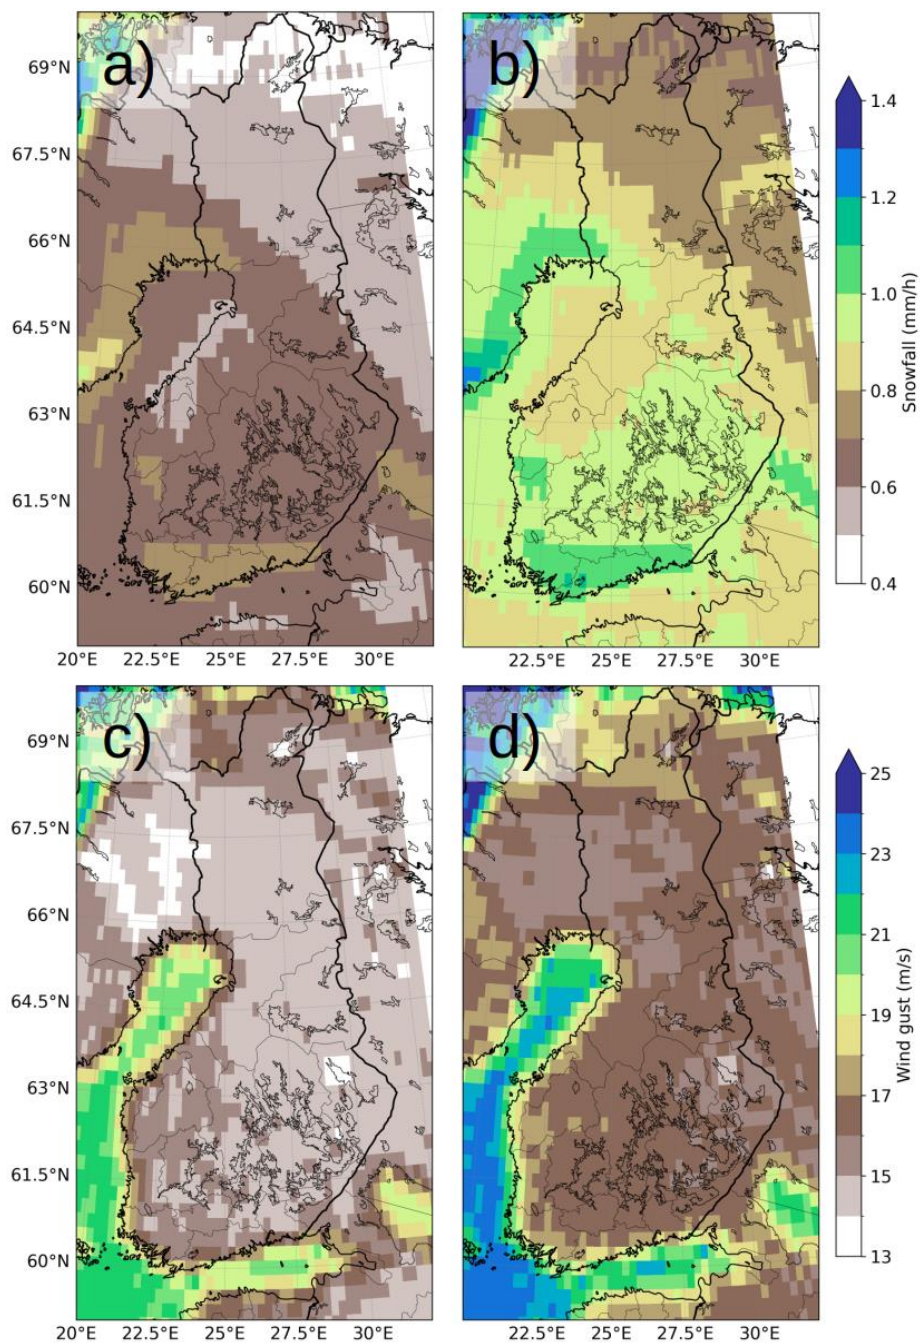 a)
b)
69°N
67.5°N
66°N
64.5°N
63°N
61.5°N
60°N
1.4
1.2
1.0
0.8
0.6
0.4
Snowfall (mm/h)
20°E 22.5°E 25°E 27.5°E 30°E
22.5°E 25°E 27.5°E 30°E
c)
d)
69°N
67.5°N
66°N
64.5°N
63°N
61.5°N
60°N
25
23
21
19
17
15
13
Wind gust (m/s)
20°E 22.5°E 25°E 27.5°E 30°E
22.5°E 25°E 27.5°E 30°E